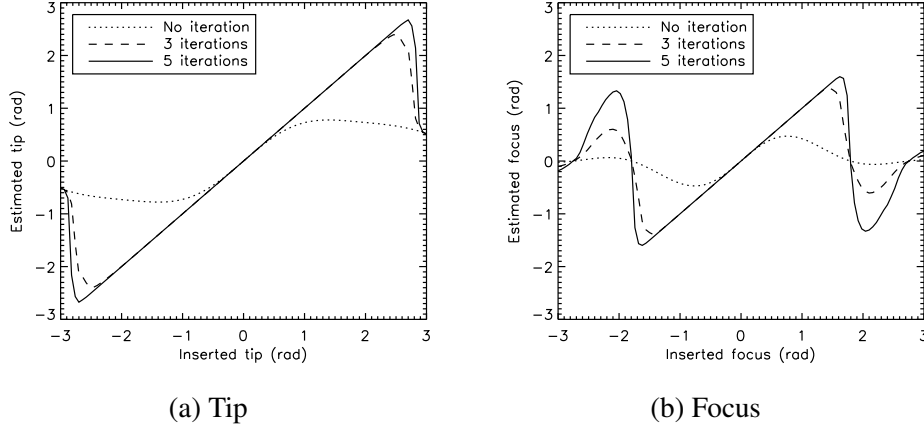 No iteration
3 iterations
5 iterations
3
2
1
0
−1
−2
−3
Estimated tip (rad)
−3 −2 −1 0 1 2 3
Inserted tip (rad)
(a) Tip
No iteration
3 iterations
5 iterations
3
2
1
0
−1
−2
−3
Estimated focus (rad)
−3 −2 −1 0 1 2 3
Inserted focus (rad)
(b) Focus